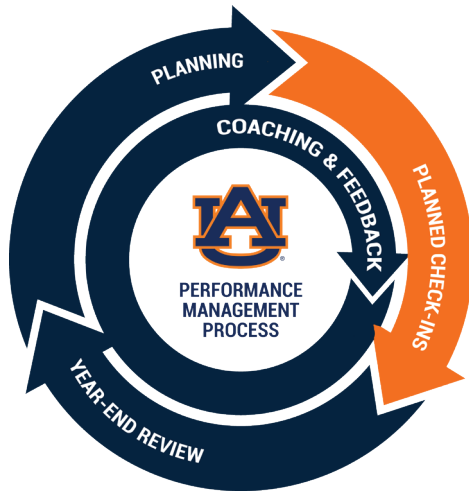 PLANNING
COACHING & FEEDBACK
PLANNED CHECK-INS
AU
®
PERFORMANCE
MANAGEMENT
PROCESS
YEAR-END REVIEW